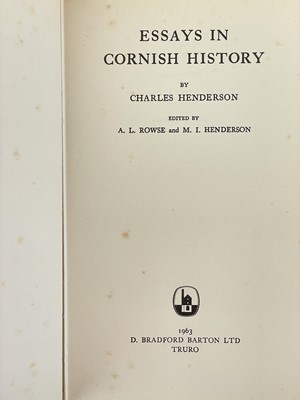 ESSAYS IN
CORNISH HISTORY
BY
CHARLES HENDERSON
EDITED BY
A. L. ROWSE and M. I. HENDERSON
1963
D. BRADFORD BARTON LTD
TRURO